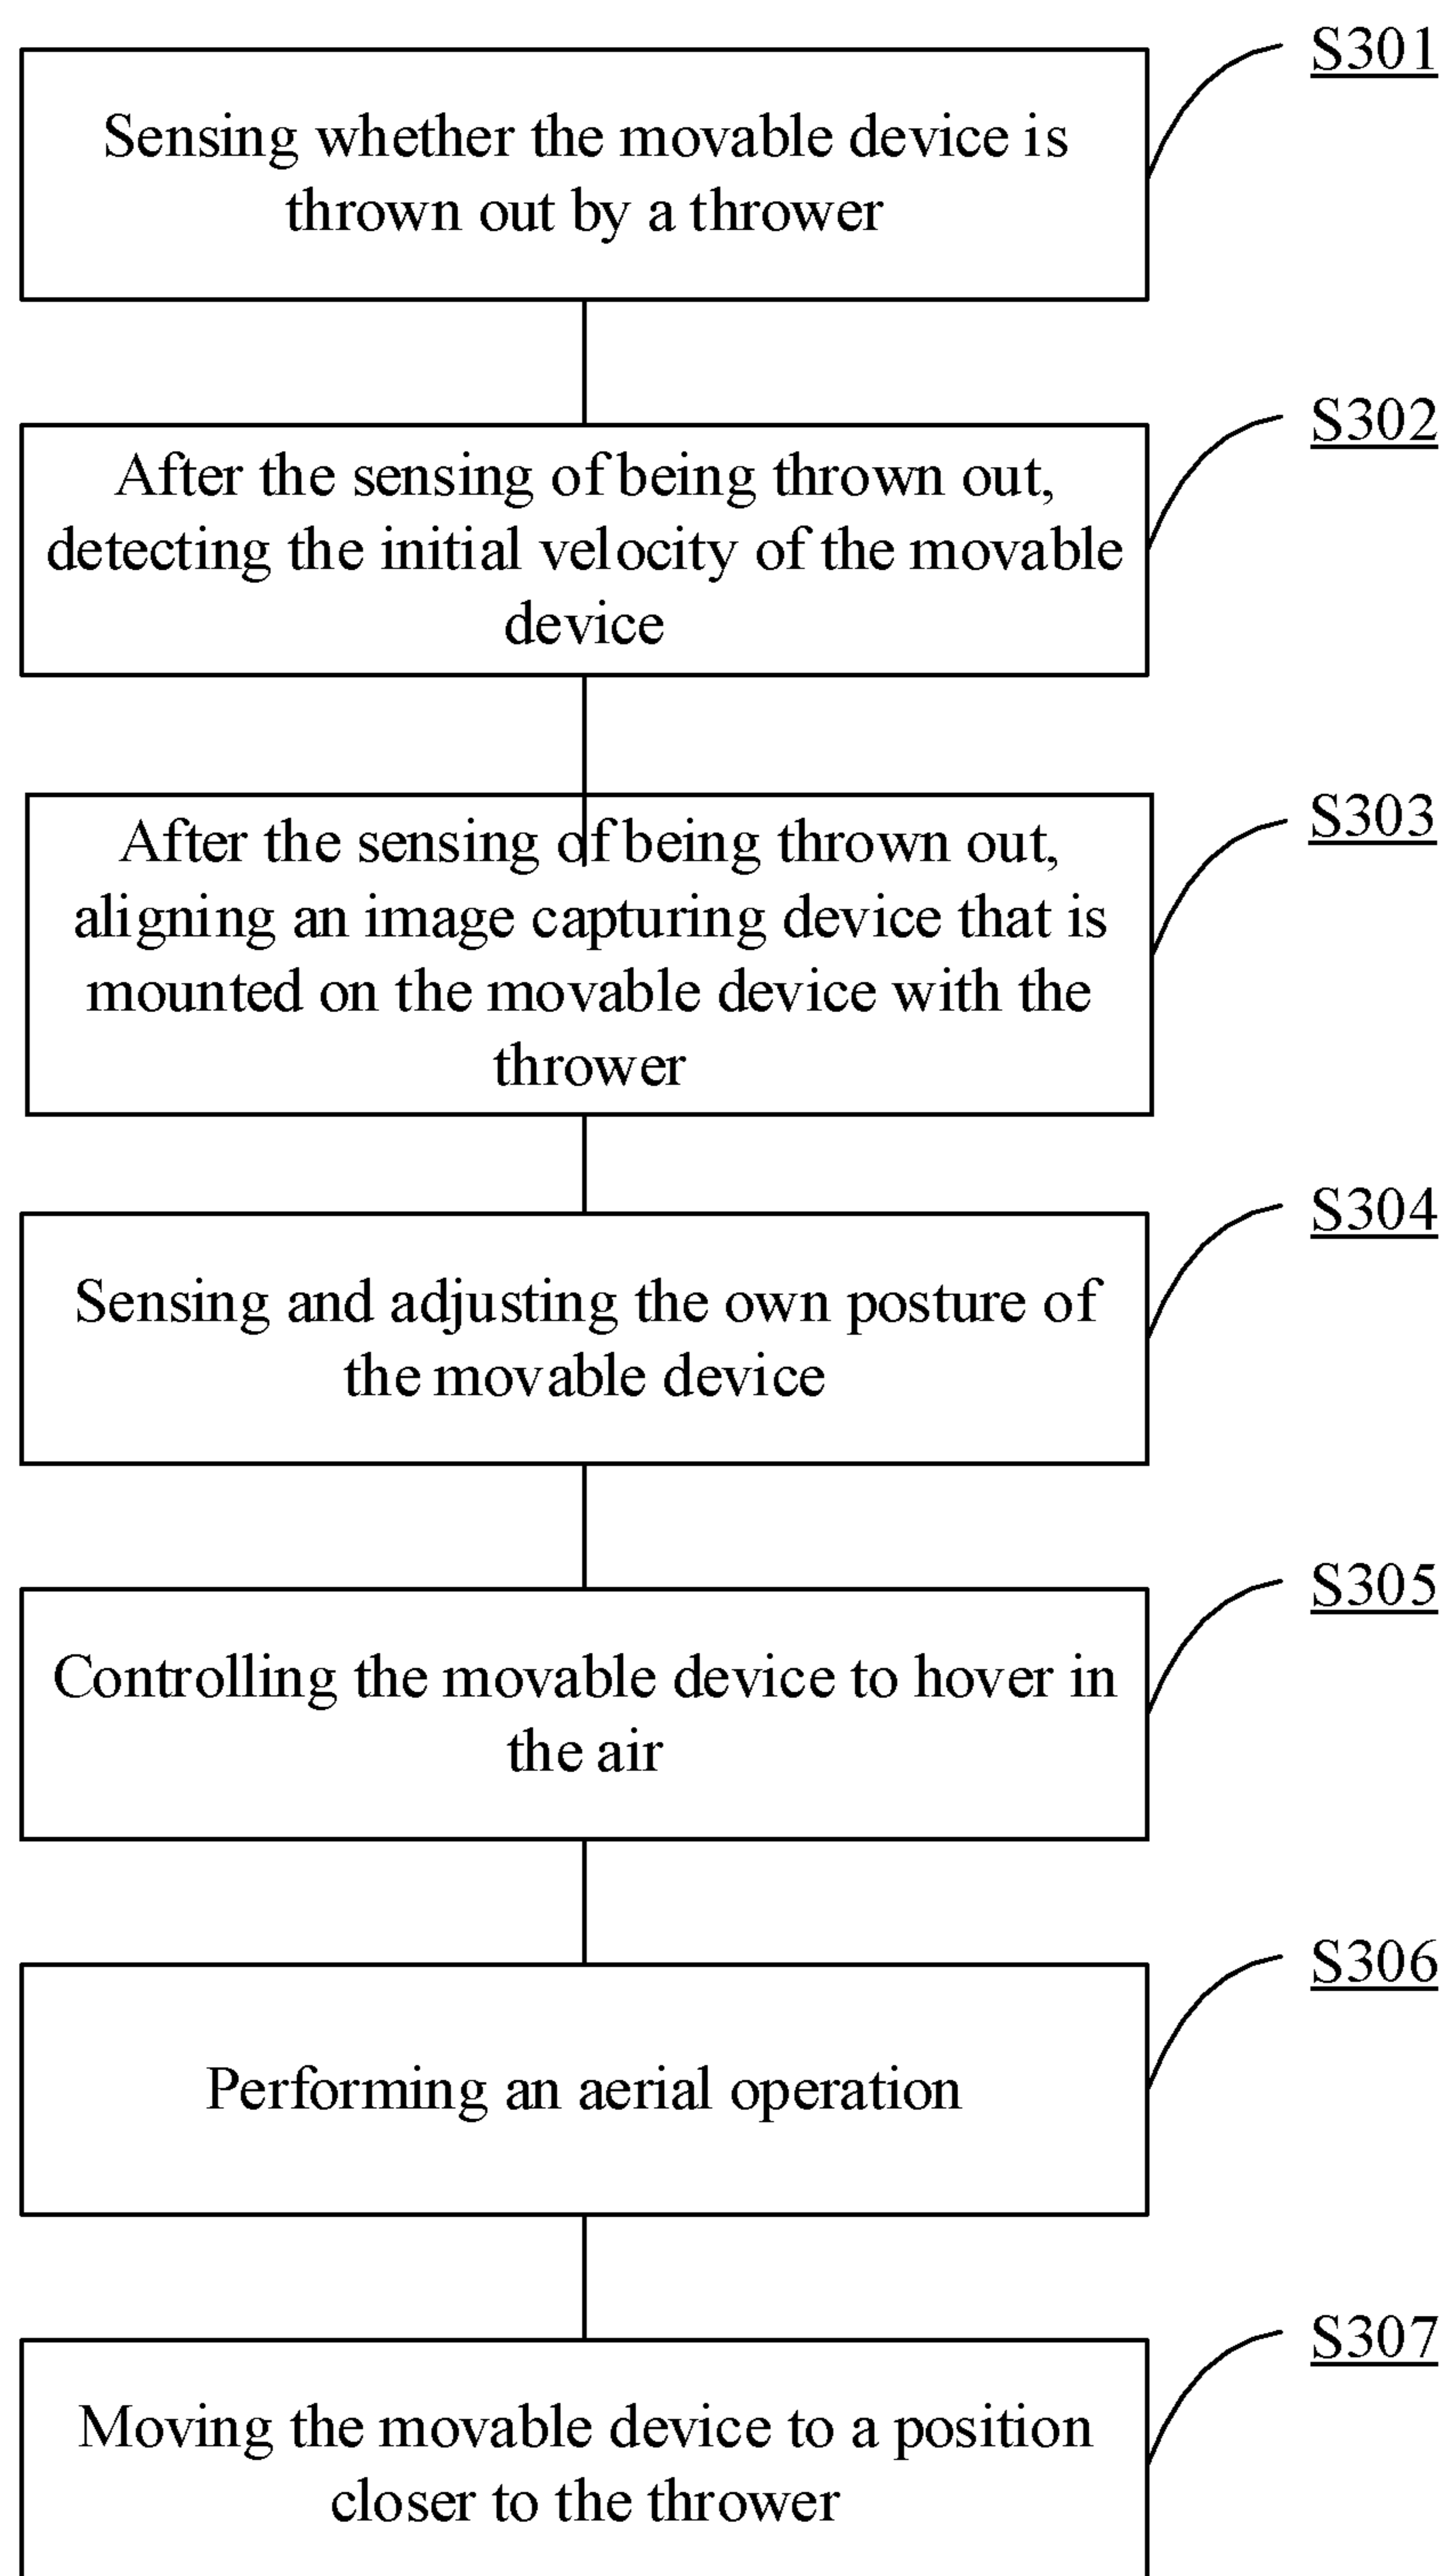 S301
Sensing whether the movable device is
thrown out by a thrower
S302
After the sensing of being thrown out,
detecting the initial velocity of the movable
device
S303
After the sensing of being thrown out,
aligning an image capturing device that is
mounted on the movable device with the
thrower
S304
Sensing and adjusting the own posture of
the movable device
S305
Controlling the movable device to hover in
the air
S306
Performing an aerial operation
S307
Moving the movable device to a position
closer to the thrower